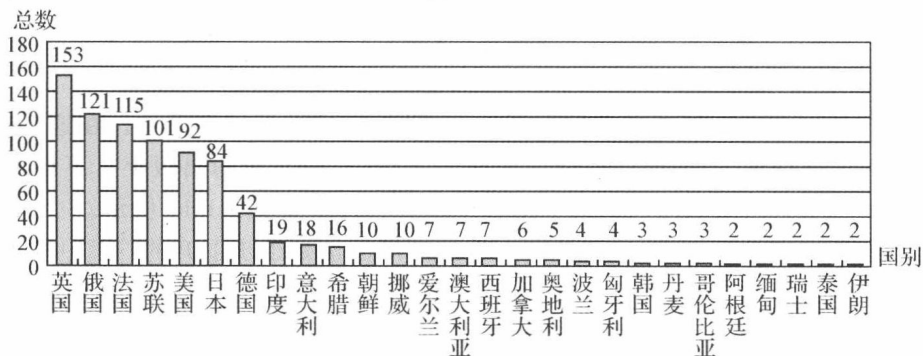 总数
180
160
140
120
100
80
60
40
20
0
153
121
115
101
92
84
42
19
18
16
10
10
7
7
7
6
5
4
4
3
3
3
2
2
2
2
2
国别
英国
俄国
法国
苏联
美国
日本
德国
印度
意大利
希腊
朝鲜
挪威
爱尔兰
澳大利亚
西班牙
加拿大
奥地利
波兰
匈牙利
韩国
丹麦
哥伦比亚
阿根廷
缅甸
瑞士
泰国
伊朗